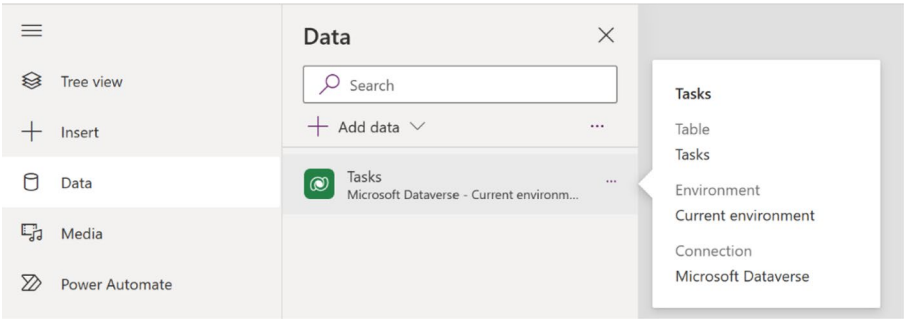 Tree view
Insert
Data
Media
Power Automate
Data
Search
Add data
...
Tasks
...
Microsoft Dataverse - Current environm...
Tasks
Table
Tasks
Environment
Current environment
Connection
Microsoft Dataverse